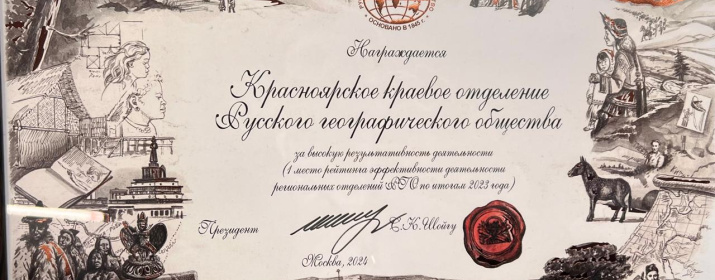 ОСНОВАНО В 1845 г.
Награждается
Красноярское краевое отделение
Русского географического общества
за высокую результативность деятельности
(1 место рейтинга эффективности деятельности
региональных отделений РГО по итогам 2023 года)
Президент С.К.Шойгу
Москва, 2024